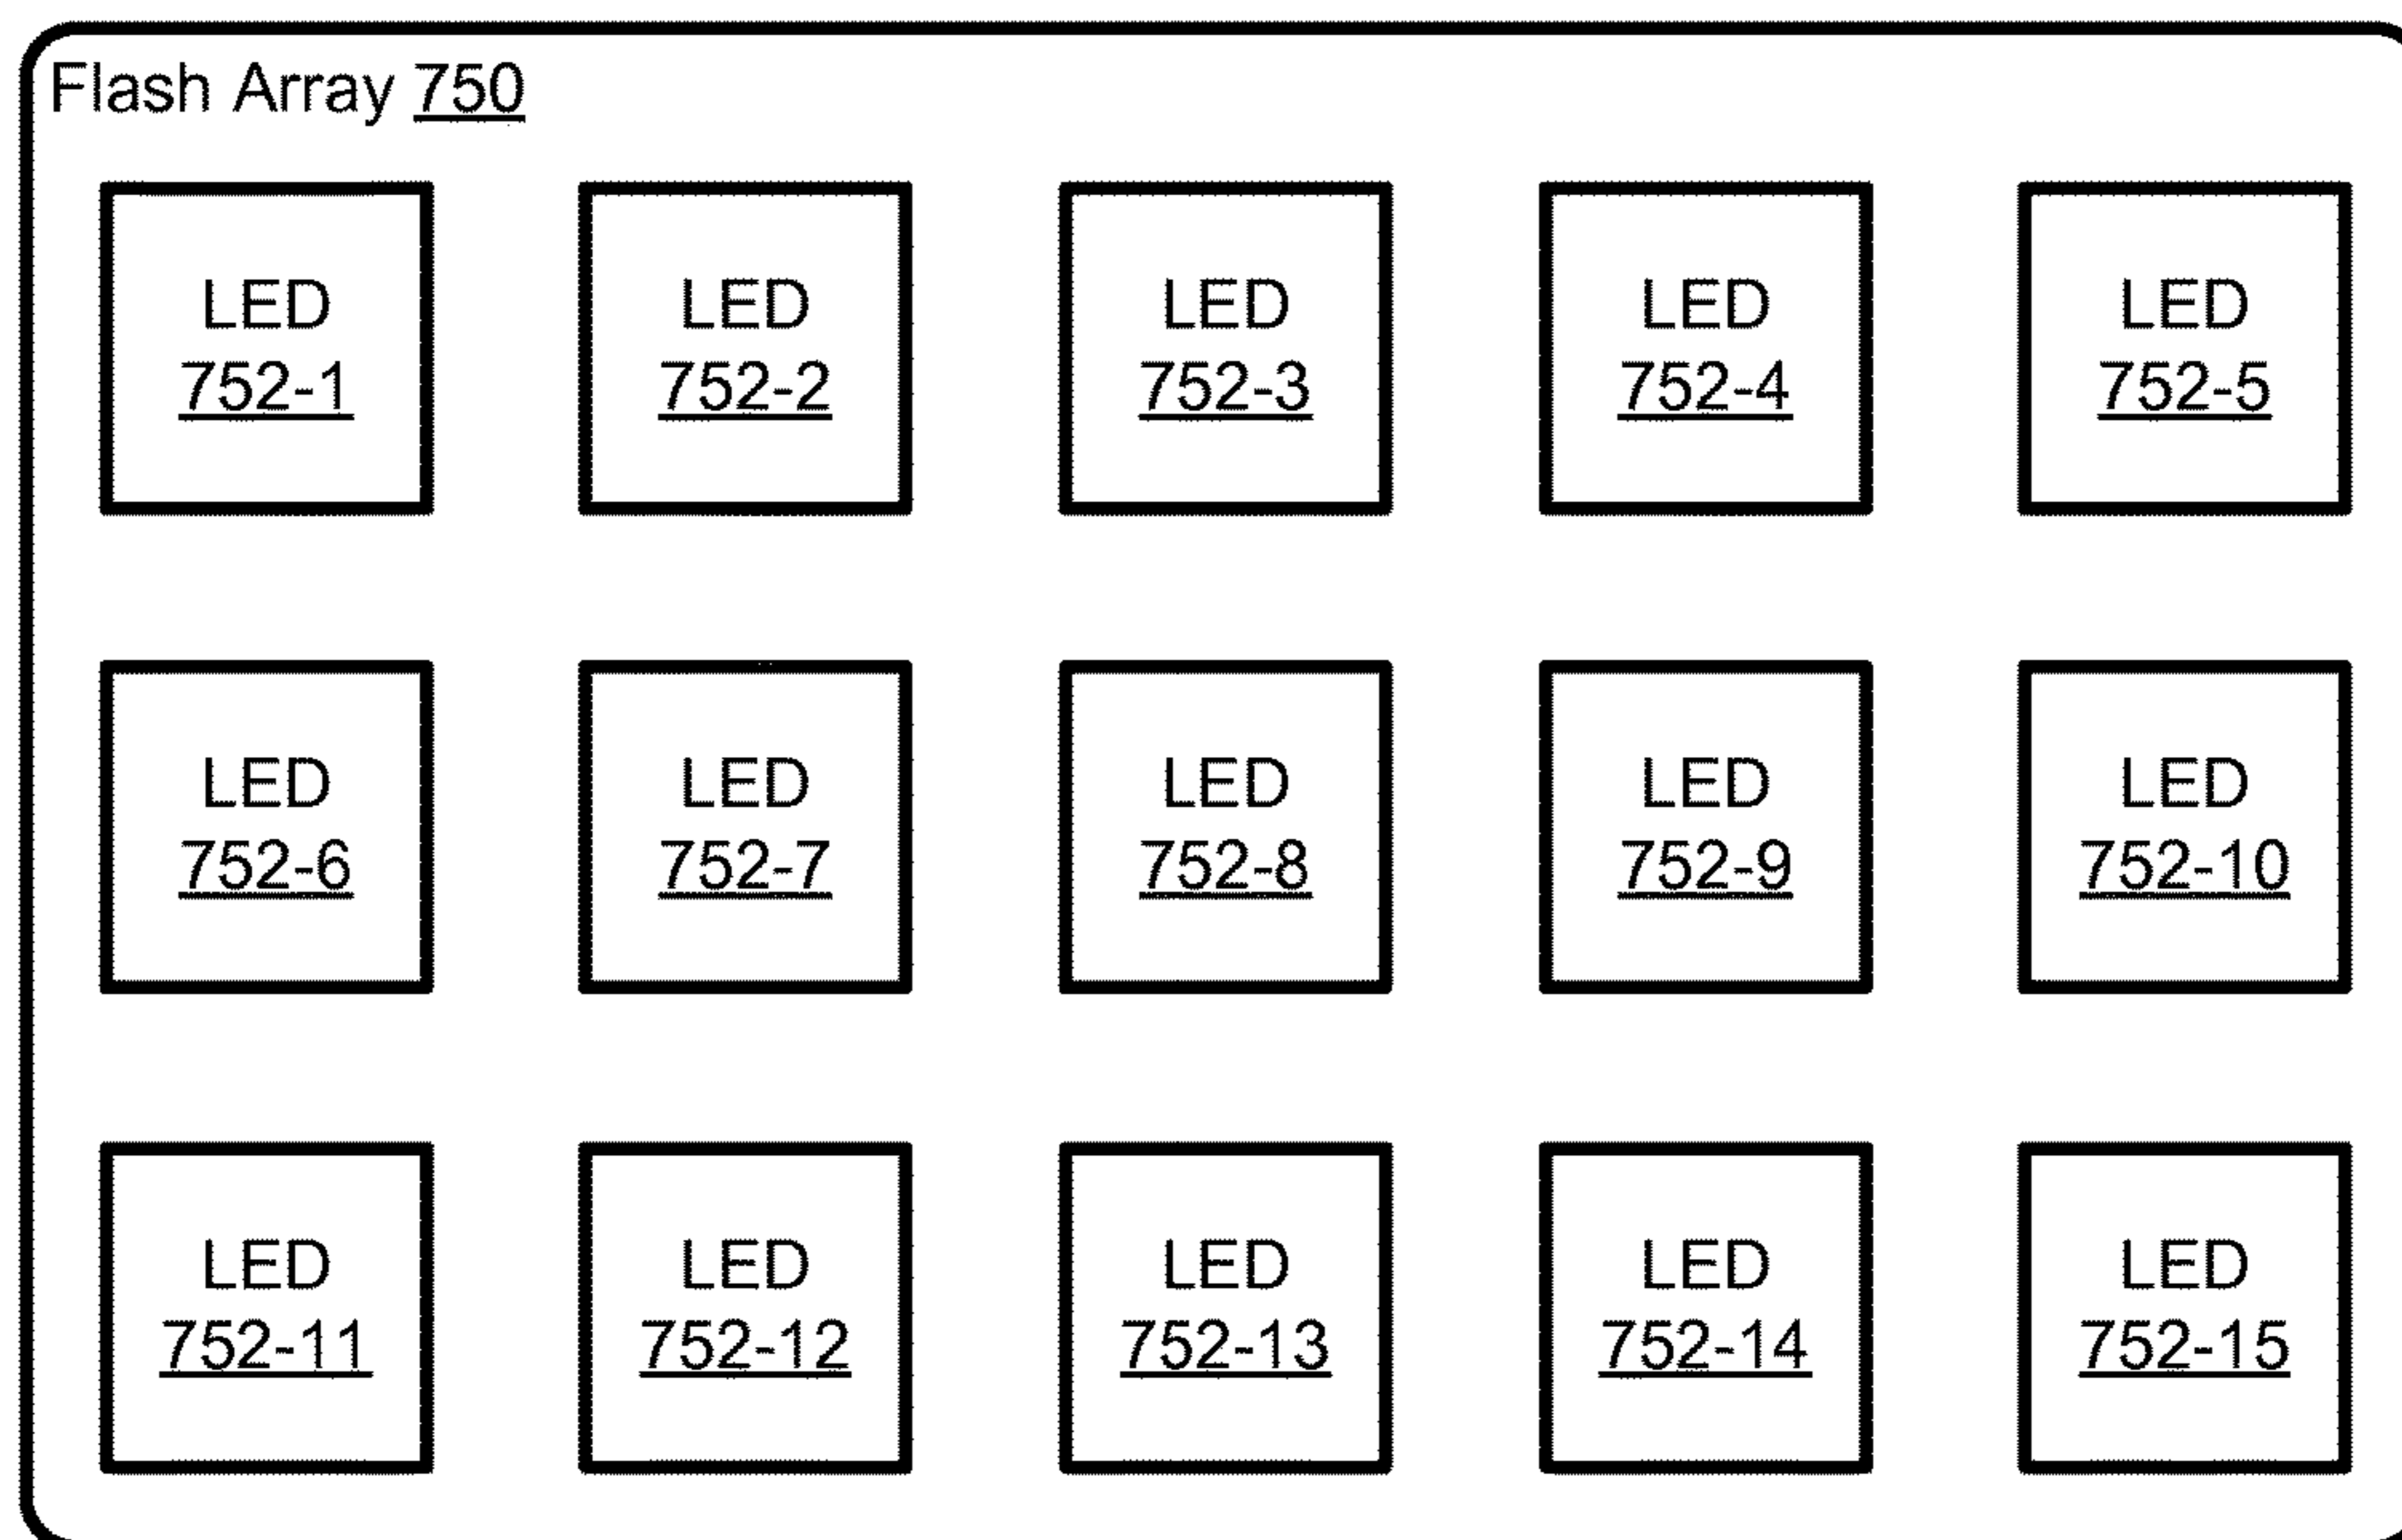 Flash Array 750
LED
752-1
LED
752-2
LED
752-3
LED
752-4
LED
752-5
LED
752-6
LED
752-7
LED
752-8
LED
752-9
LED
752-10
LED
752-11
LED
752-12
LED
752-13
LED
752-14
LED
752-15